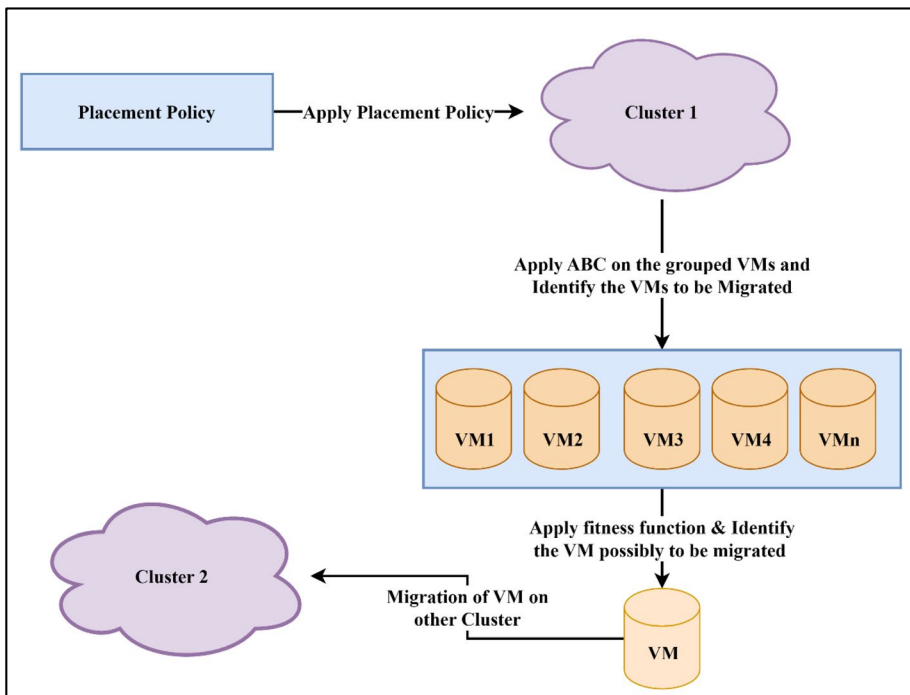 Placement Policy
Apply Placement Policy
Cluster 1
Apply ABC on the grouped VMs and
Identify the VMs to be Migrated
VM1
VM2
VM3
VM4
VMn
Apply fitness function & Identify
the VM possibly to be migrated
Cluster 2
Migration of VM on
other Cluster
VM